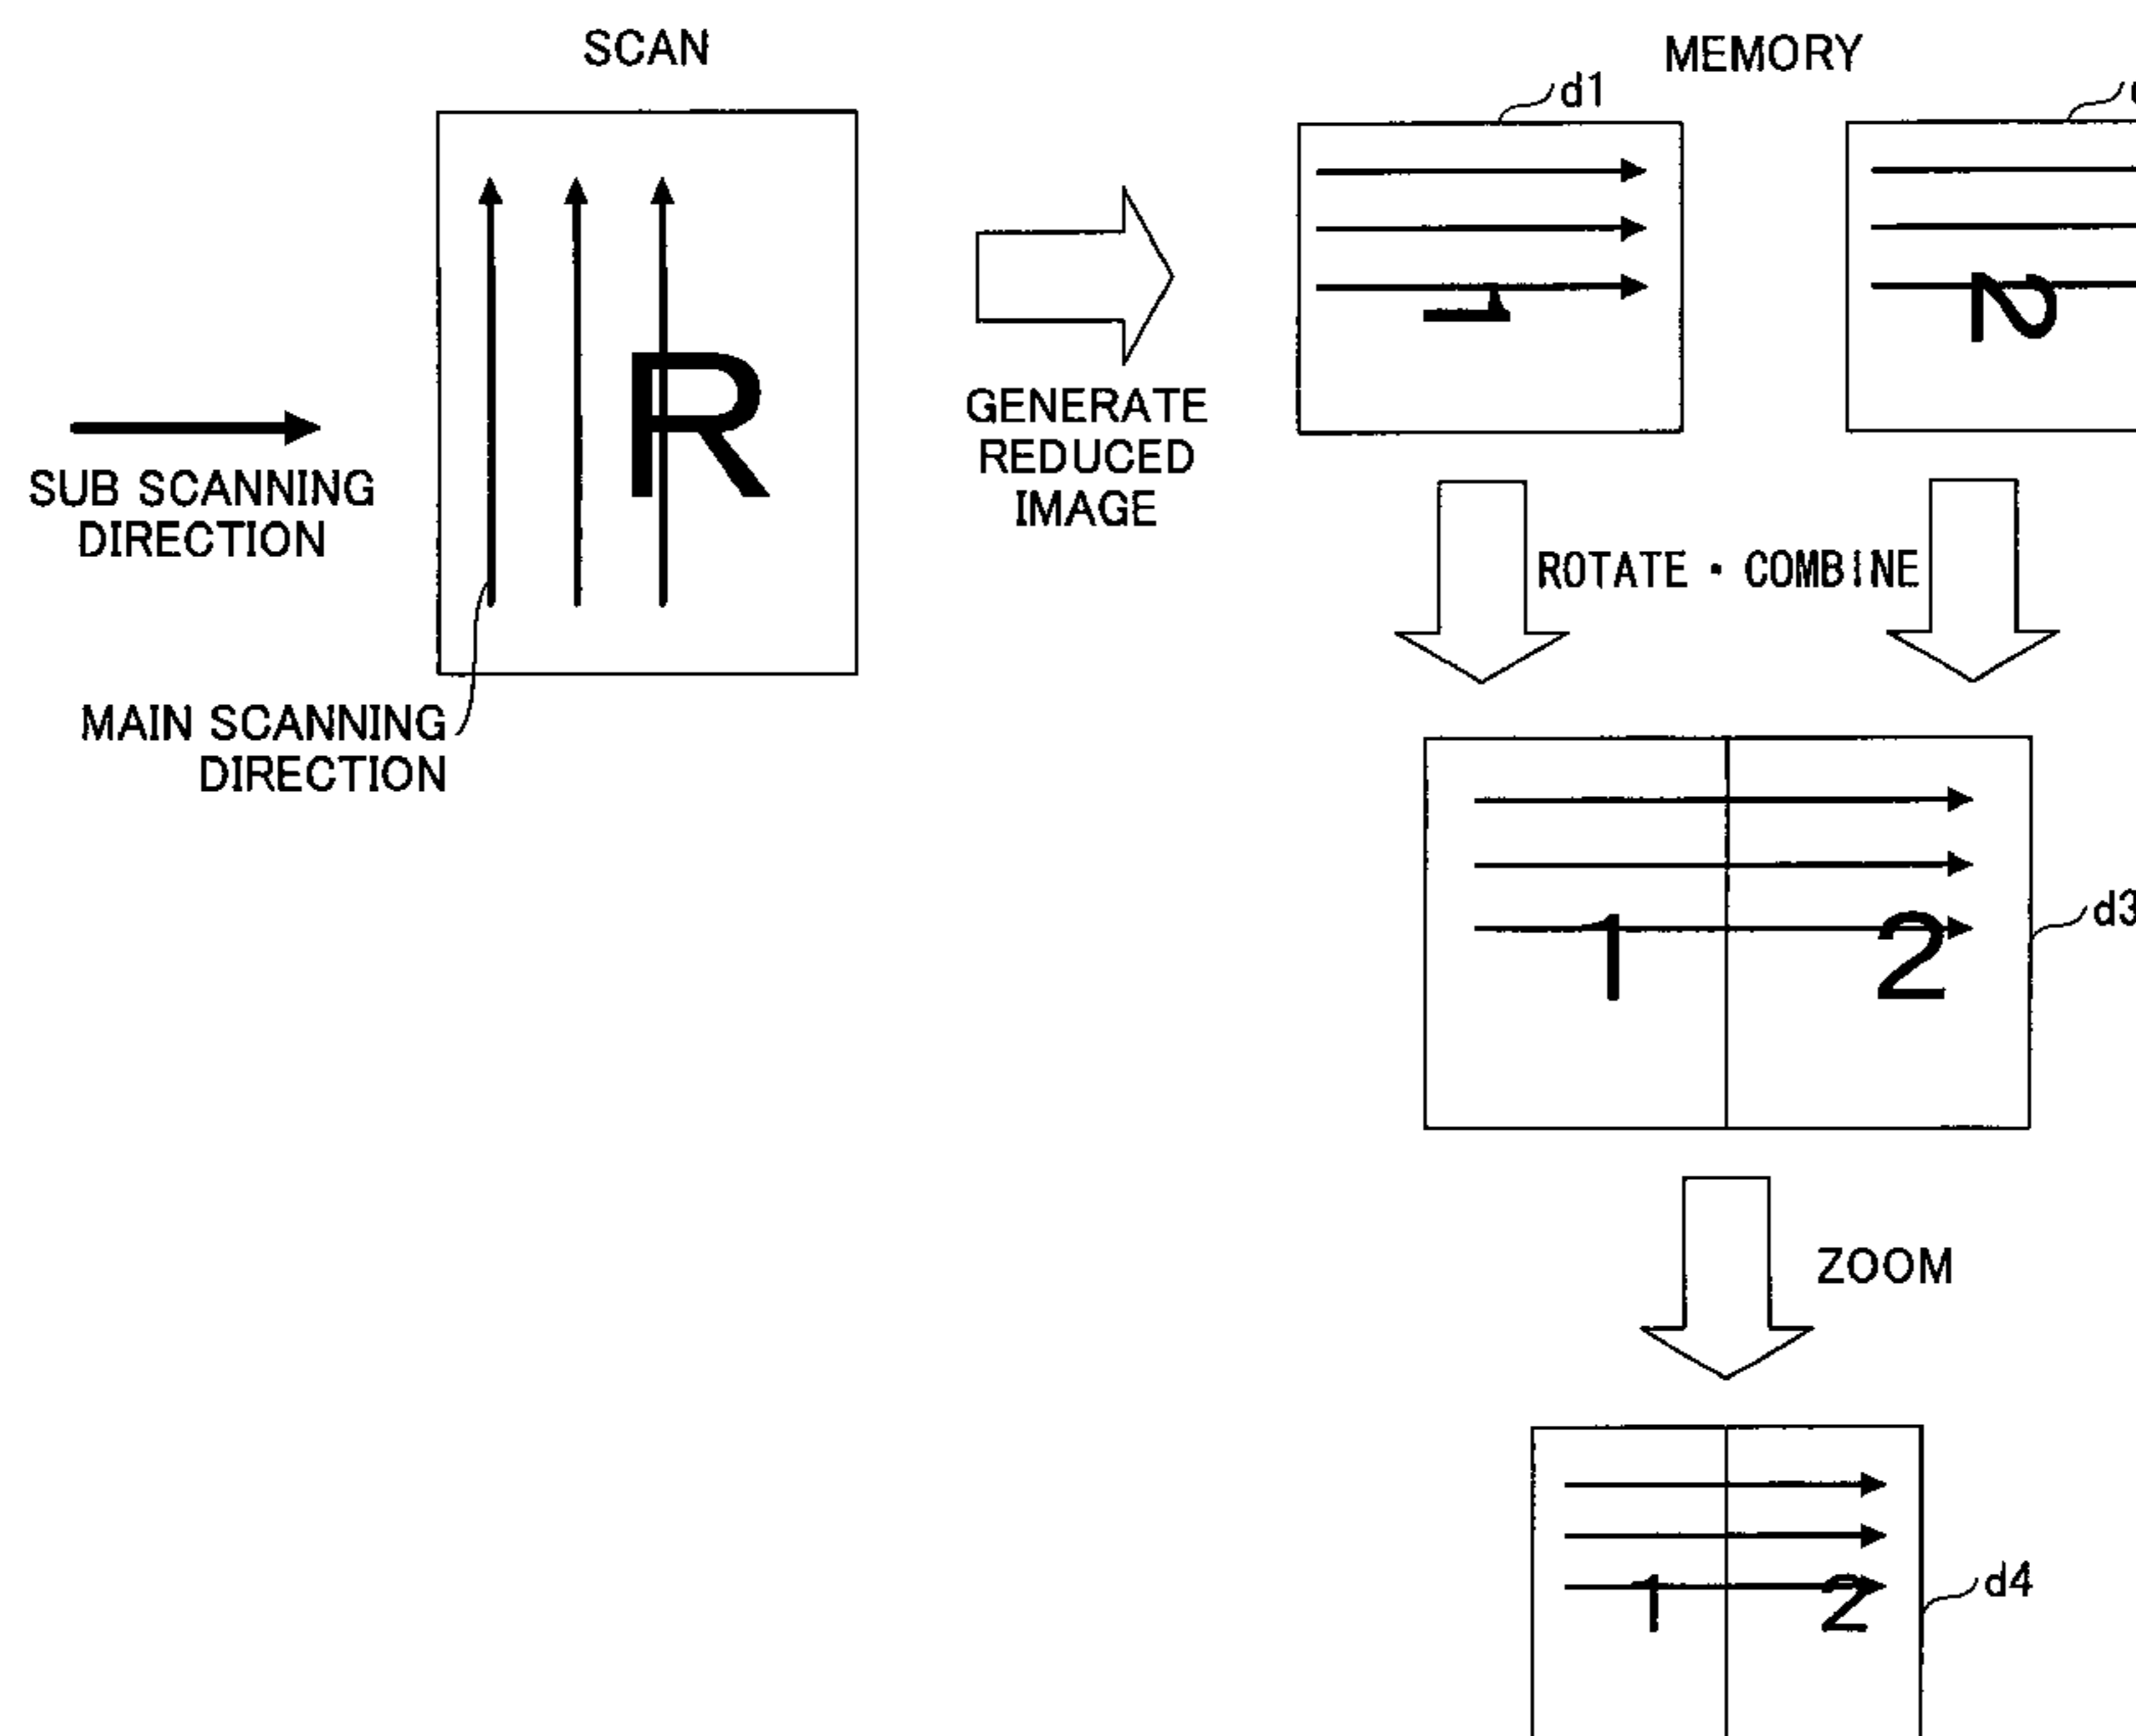 SCAN
MEMORY
d1
R
1
2
SUB SCANNING
DIRECTION
GENERATE
REDUCED
IMAGE
ROTATE・COMBINE
MAIN SCANNING
DIRECTION
1
2
d3
ZOOM
1
2
d4